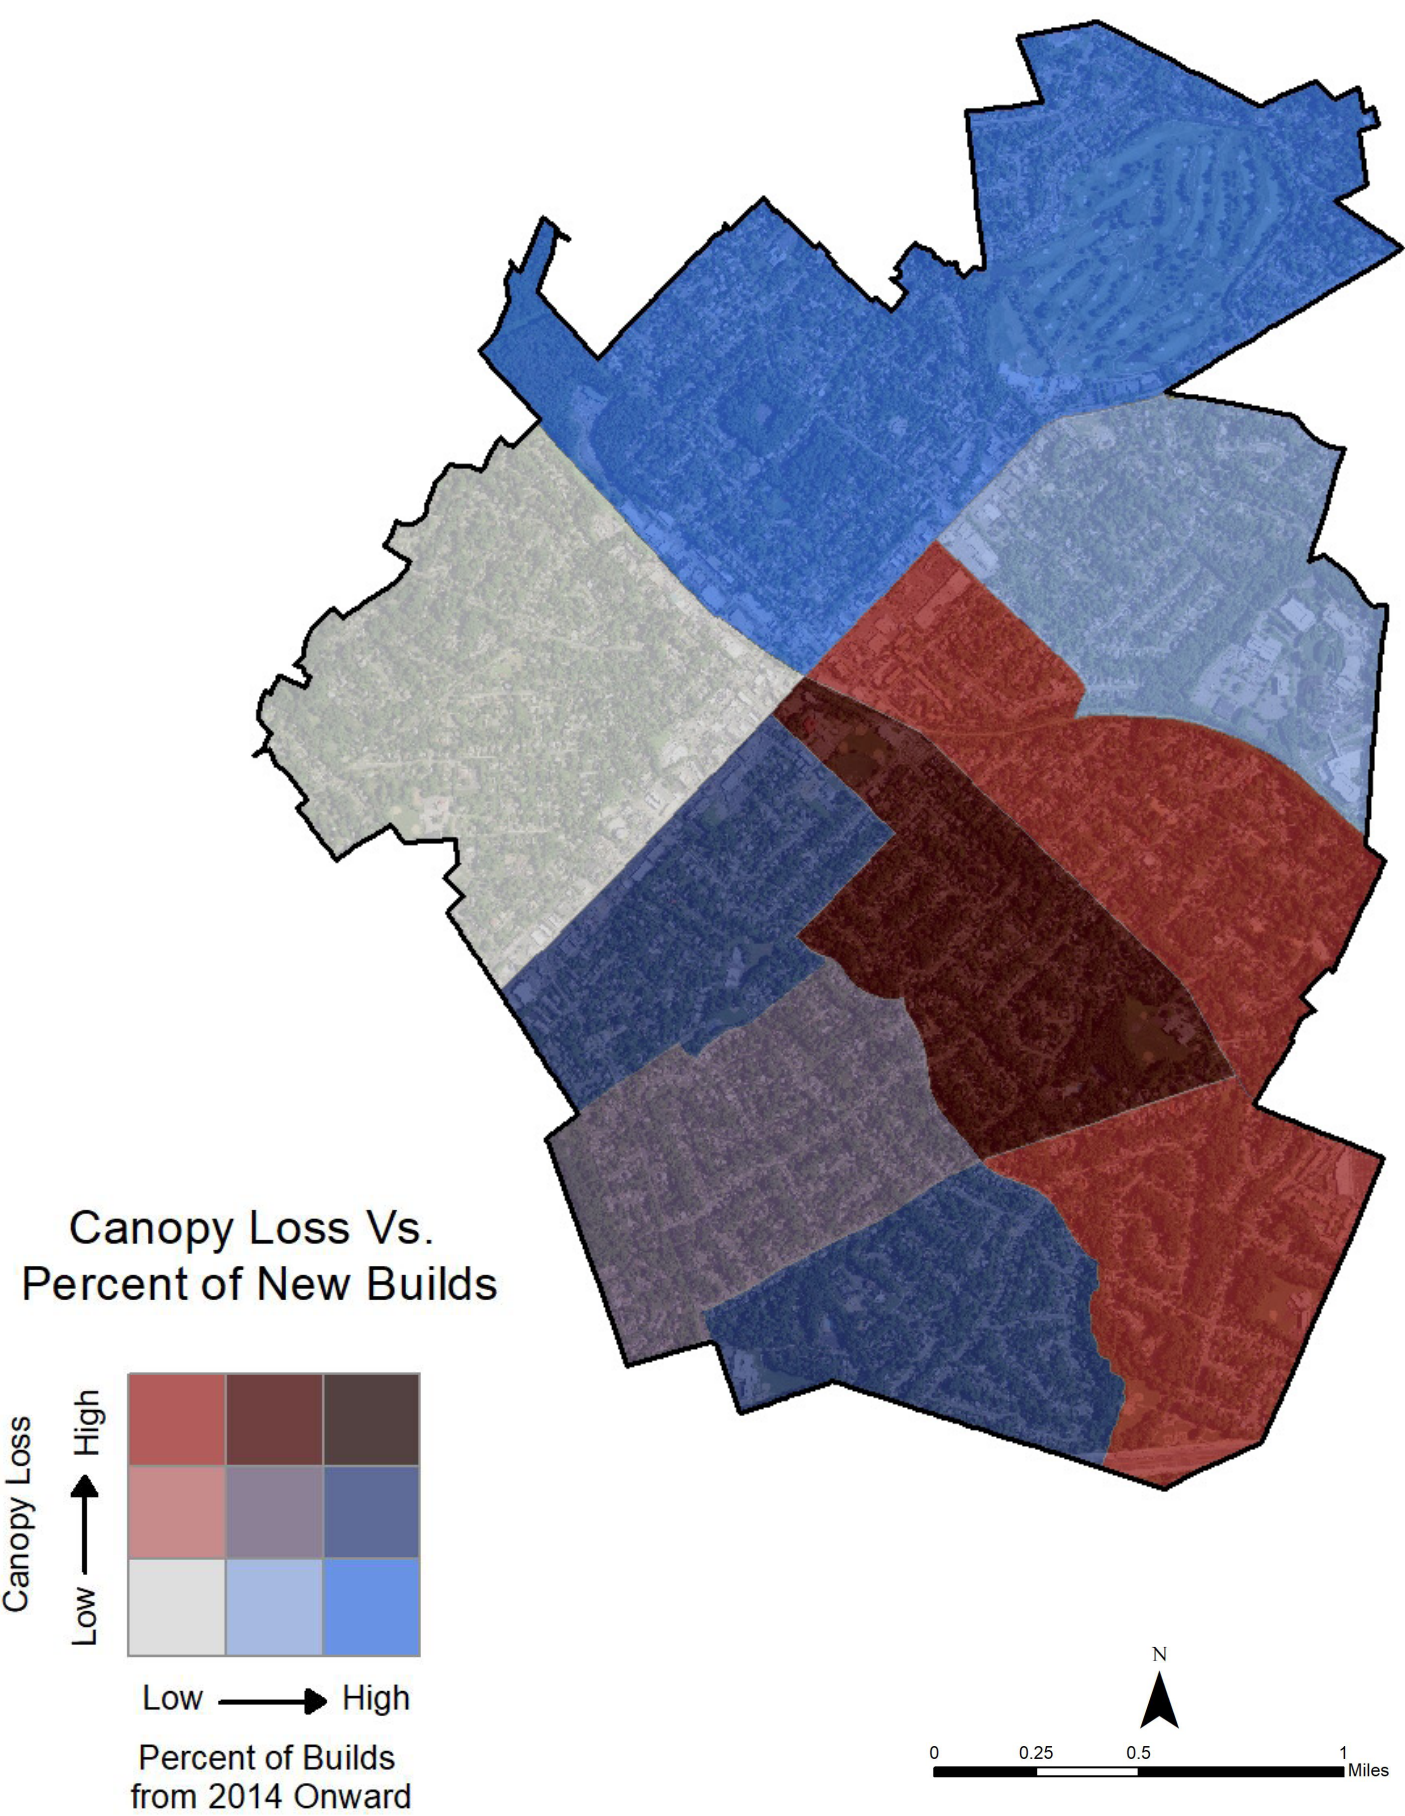 Canopy Loss Vs.
Percent of New Builds
Canopy Loss
Low
High
Low
High
Percent of Builds
from 2014 Onward
N
0
0.25
0.5
1
Miles